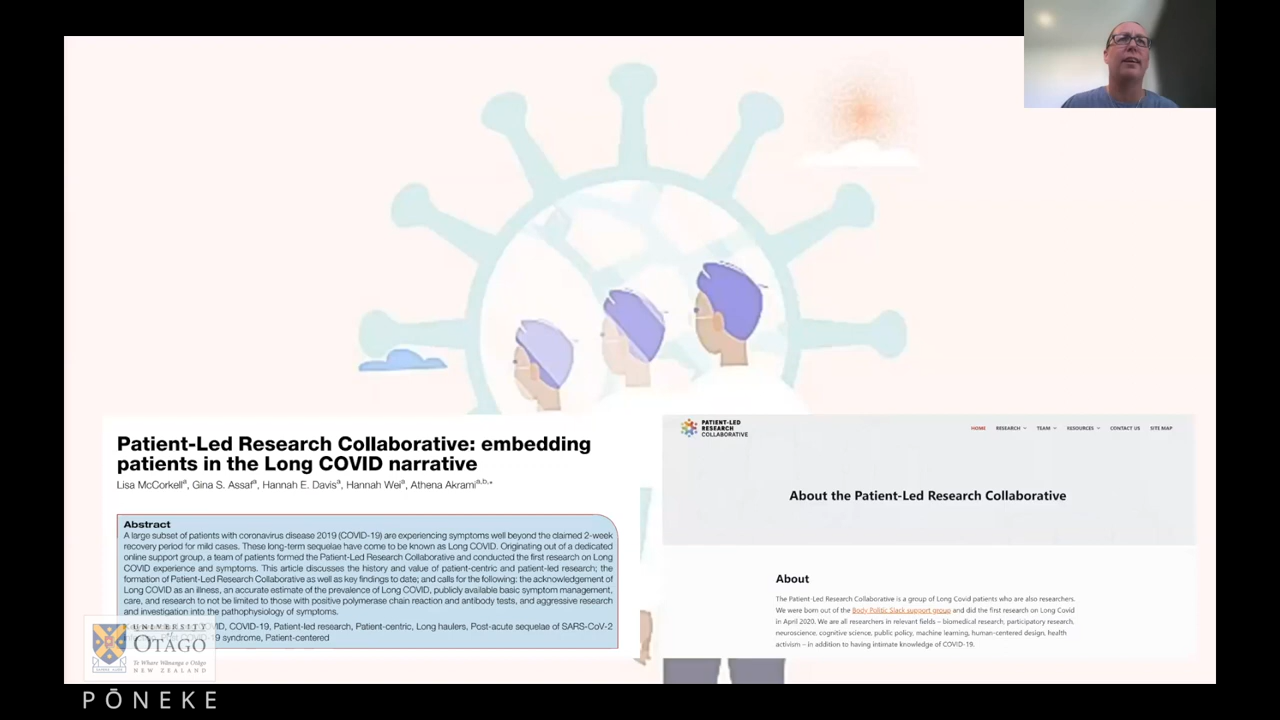 Patient-Led Research Collaborative: embedding
patients in the Long COVID narrative
Lisa McCorkellᵃ, Gina S. Assafᵃ, Hannah E. Davisᵃ, Hannah Weiᵃ, Athena Akramiᵃ,ᵇ,*
Abstract
A large subset of patients with coronavirus disease 2019 (COVID-19) are experiencing symptoms well beyond the claimed 2-week
recovery period for mild cases. These long-term sequelae have come to be known as Long COVID. Originating out of a dedicated
online support group, a team of patients formed the Patient-Led Research Collaborative and conducted the first research on Long
COVID experience and symptoms. This article discusses the history and value of patient-centric and patient-led research; the
formation of Patient-Led Research Collaborative as well as key findings to date; and calls for the following: the acknowledgement of
Long COVID as an illness, an accurate estimate of the prevalence of Long COVID, publicly available basic symptom management,
care, and research to not be limited to those with positive polymerase chain reaction and antibody tests, and aggressive research
and investigation into the pathophysiology of symptoms.
COVID-19, Patient-led research, Patient-centric, Long haulers, Post-acute sequelae of SARS-CoV-2
syndrome, Patient-centered
UNIVERSITY
of
OTAGO
Te Whare Wānanga o Otāgo
NEW ZEALAND
PŌNEKE
PATIENT-LED
RESEARCH
COLLABORATIVE
HOME RESEARCH TEAM RESOURCES CONTACT US SITE MAP
About the Patient-Led Research Collaborative
About
The Patient-Led Research Collaborative is a group of Long Covid patients who are also researchers.
We were born out of the Body Politic Slack support group and did the first research on Long Covid
in April 2020. We are all researchers in relevant fields – biomedical research, participatory research,
neuroscience, cognitive science, public policy, machine learning, human-centered design, health
activism – in addition to having intimate knowledge of COVID-19.